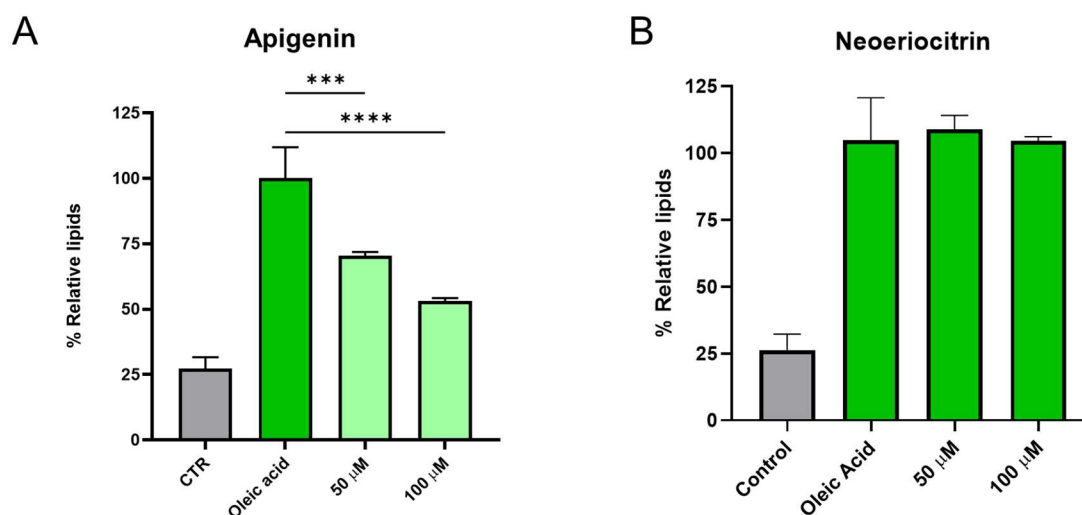 A
Apigenin
***
****
% Relative lipids
125
100
75
50
25
0
CTR
Oleic acid
50 μM
100 μM
B
Neoeriocitrin
% Relative lipids
125
100
75
50
25
0
Control
Oleic Acid
50 μM
100 μM